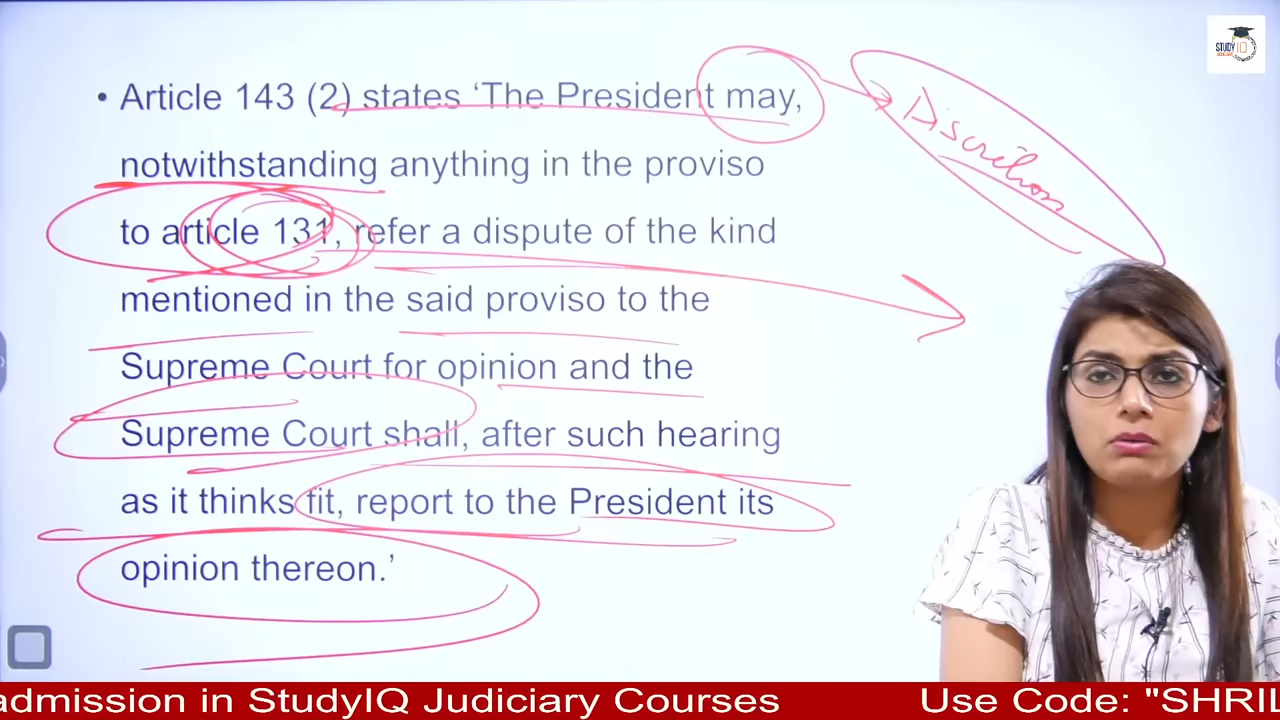 STUDY IQ
• Article 143 (2) states ‘The President may,
Discretion
notwithstanding anything in the proviso
to article 131, refer a dispute of the kind
mentioned in the said proviso to the
Supreme Court for opinion and the
Supreme Court shall, after such hearing
as it thinks fit, report to the President its
opinion thereon.’
admission in StudyIQ Judiciary Courses Use Code: "SHRIL